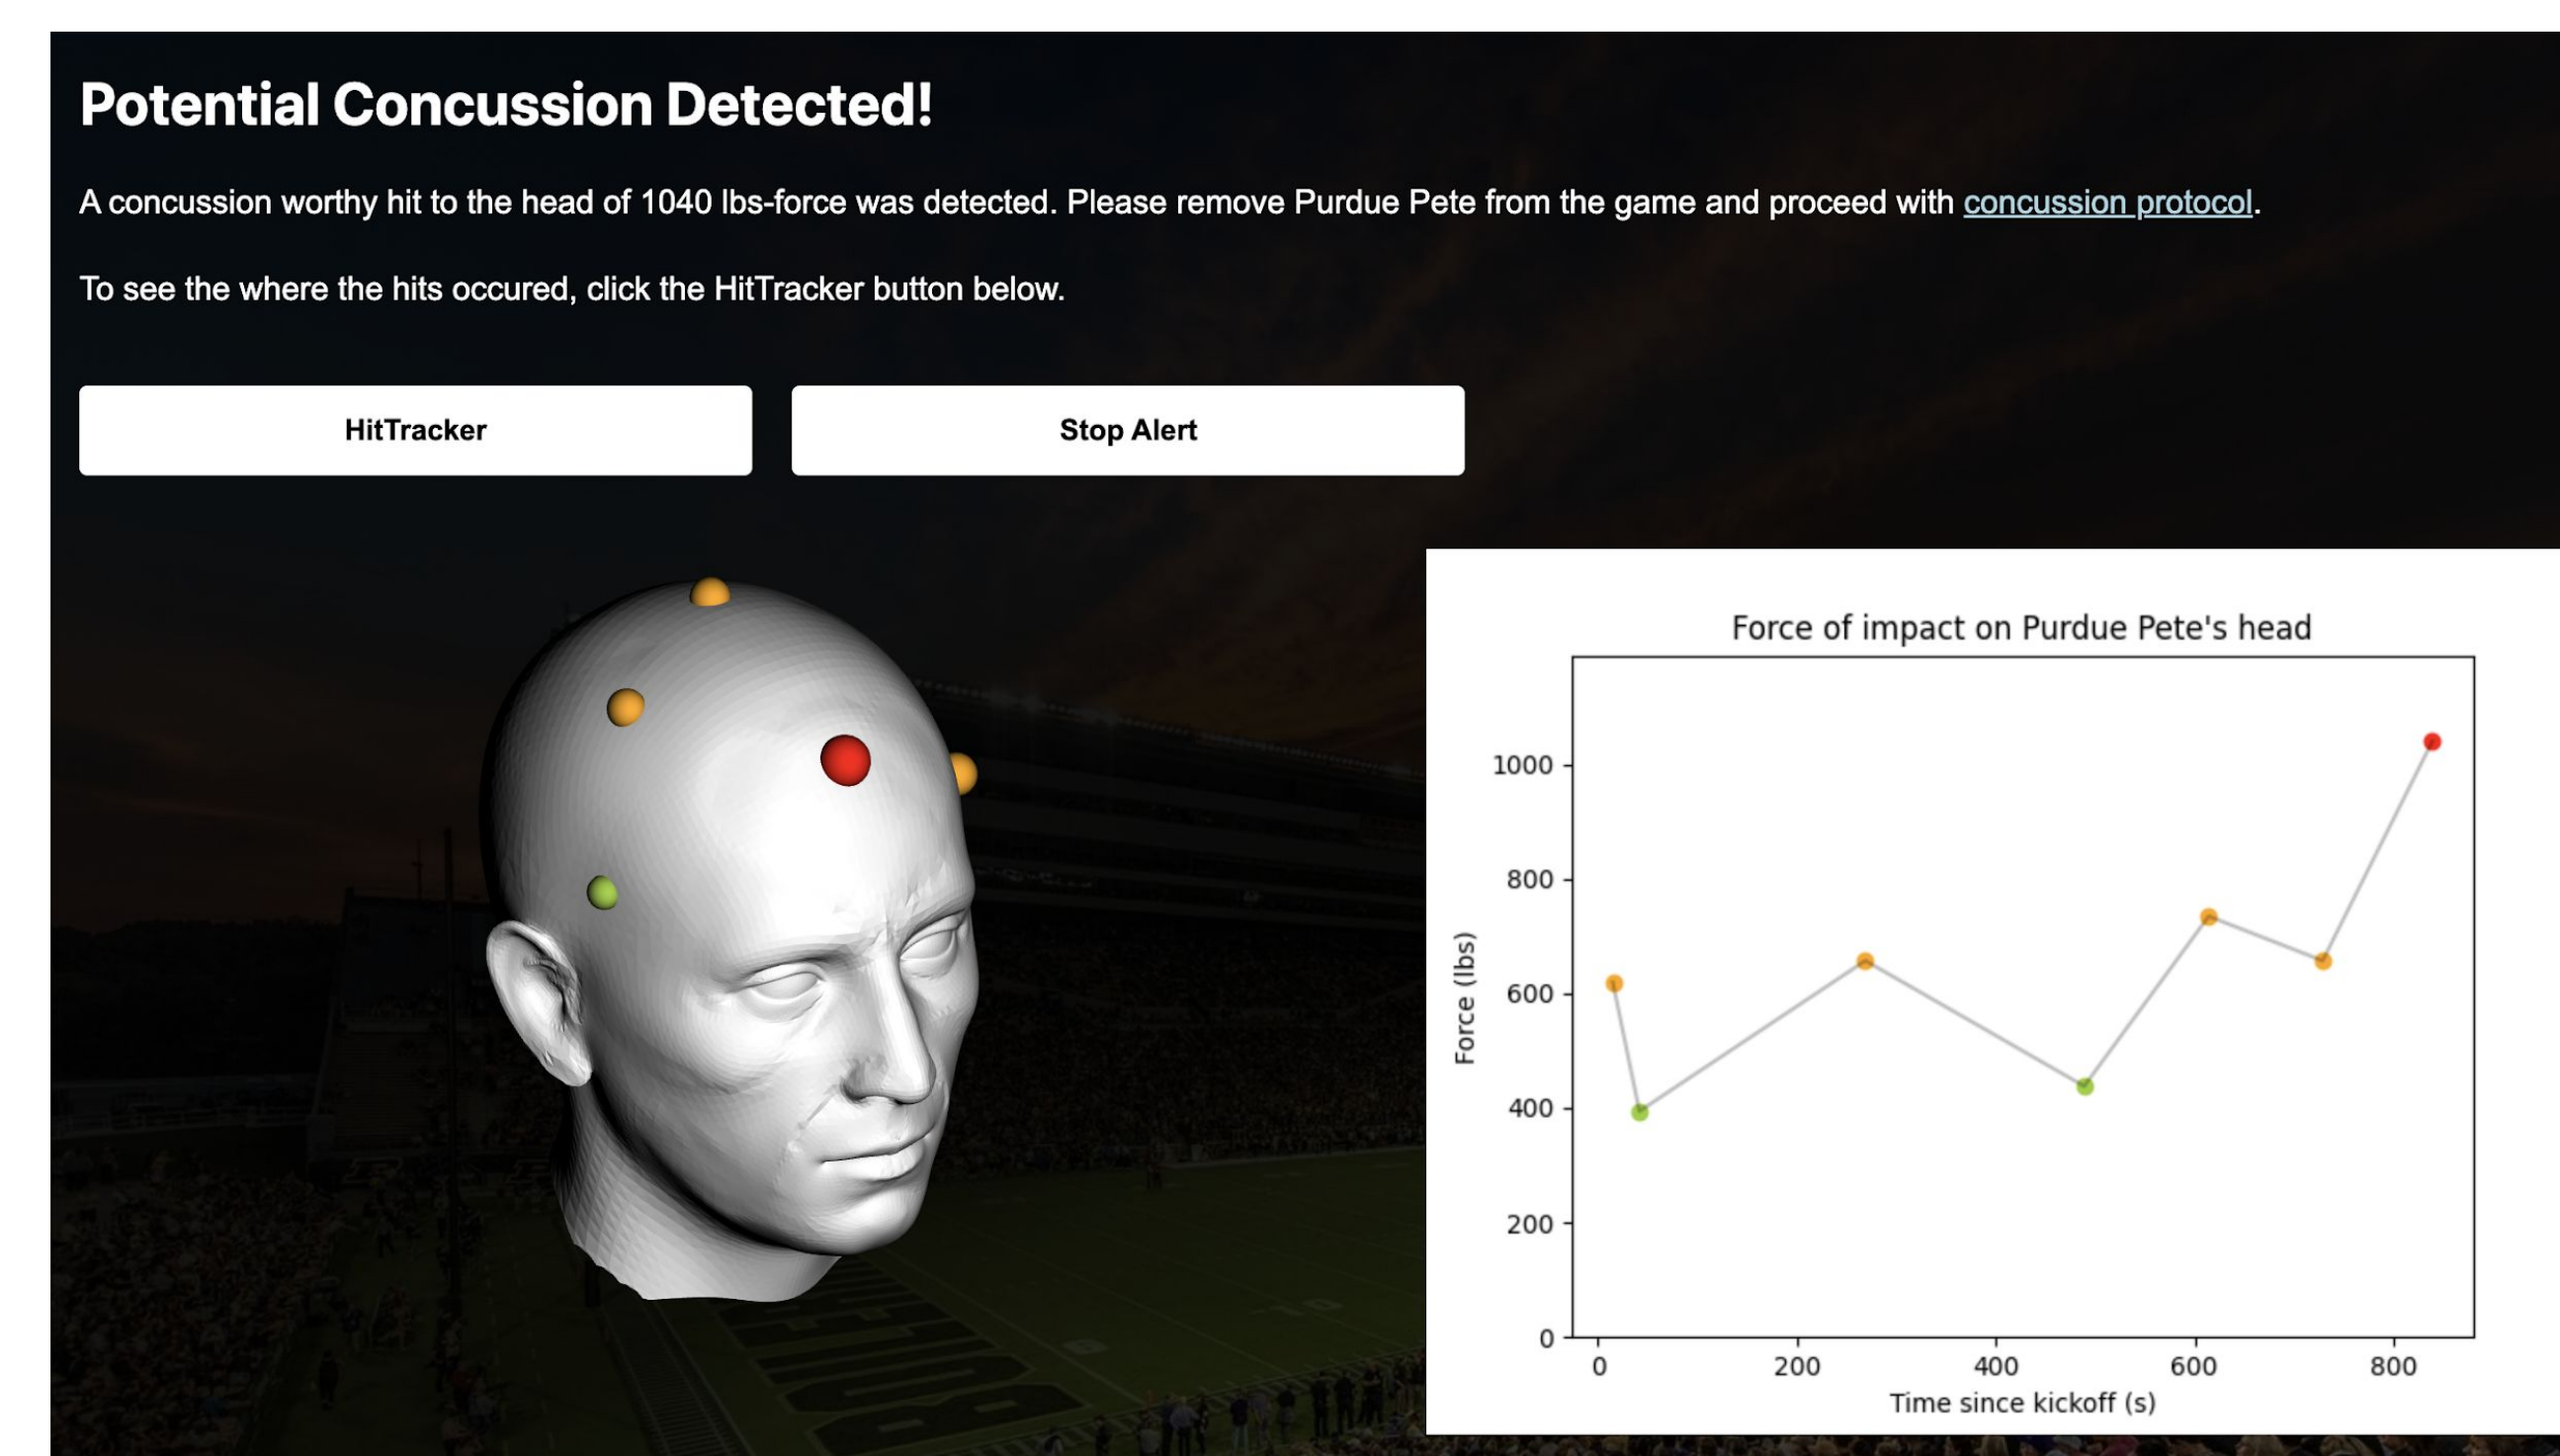 Potential Concussion Detected!
A concussion worthy hit to the head of 1040 lbs-force was detected. Please remove Purdue Pete from the game and proceed with concussion protocol.
To see the where the hits occured, click the HitTracker button below.
HitTracker
Stop Alert
Force of impact on Purdue Pete's head
1000
800
600
400
200
0
Force (lbs)
0 200 400 600 800
Time since kickoff (s)